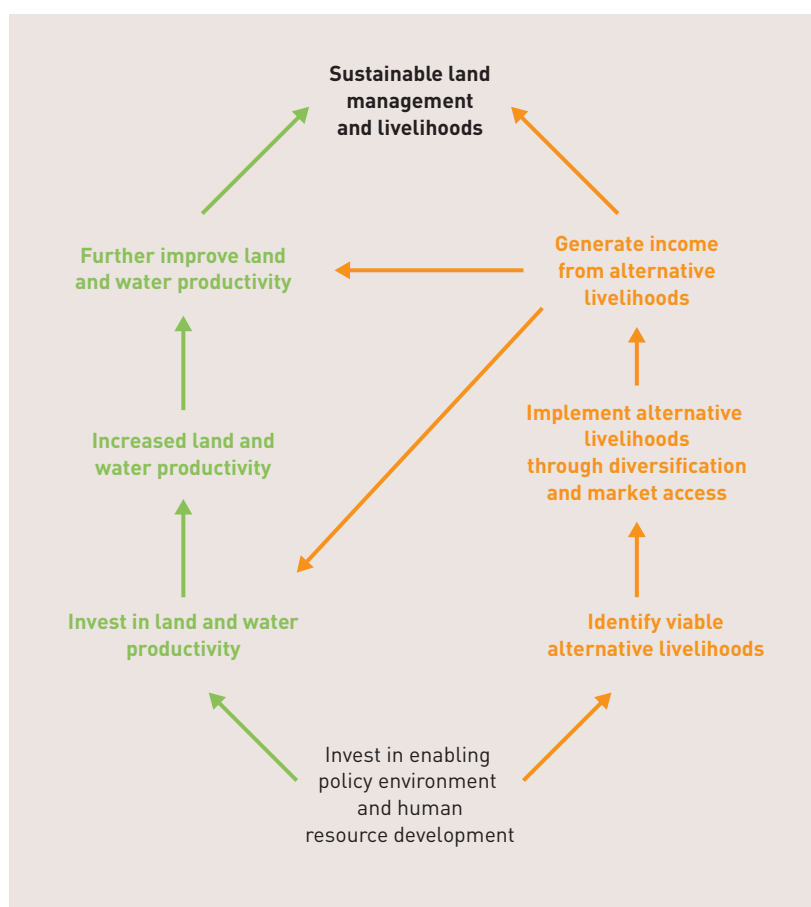 Sustainable land
management
and livelihoods
Further improve land
and water productivity
Generate income
from alternative
livelihoods
Increased land and
water productivity
Implement alternative
livelihoods
through diversification
and market access
Invest in land and water
productivity
Identify viable
alternative livelihoods
Invest in enabling
policy environment
and human
resource development